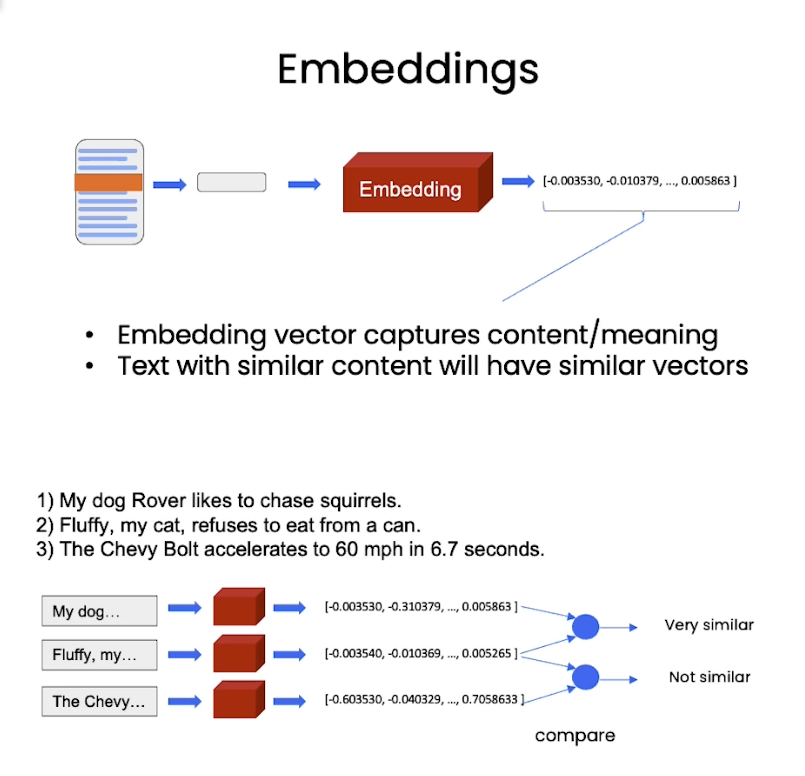 Embeddings
Embedding
[-0.003530, -0.010379, ..., 0.005863 ]
• Embedding vector captures content/meaning
• Text with similar content will have similar vectors
1) My dog Rover likes to chase squirrels.
2) Fluffy, my cat, refuses to eat from a can.
3) The Chevy Bolt accelerates to 60 mph in 6.7 seconds.
My dog...
[-0.003530, -0.310379, ..., 0.005863 ]
Very similar
Fluffy, my...
[-0.003540, -0.010369, ..., 0.005265 ]
Not similar
The Chevy...
[-0.603530, -0.040329, ..., 0.7058633 ]
compare